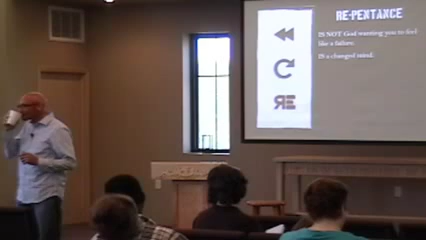 RE-PENTANCE
IS NOT God wanting you to feel
like a failure.
IS a changed mind.
RE